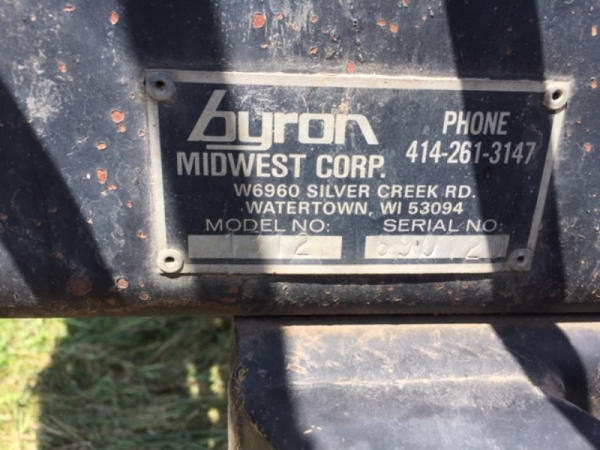 byron
PHONE
MIDWEST CORP. 414-261-3147
W6960 SILVER CREEK RD.
WATERTOWN, WI 53094
MODEL NO: SERIAL NO: